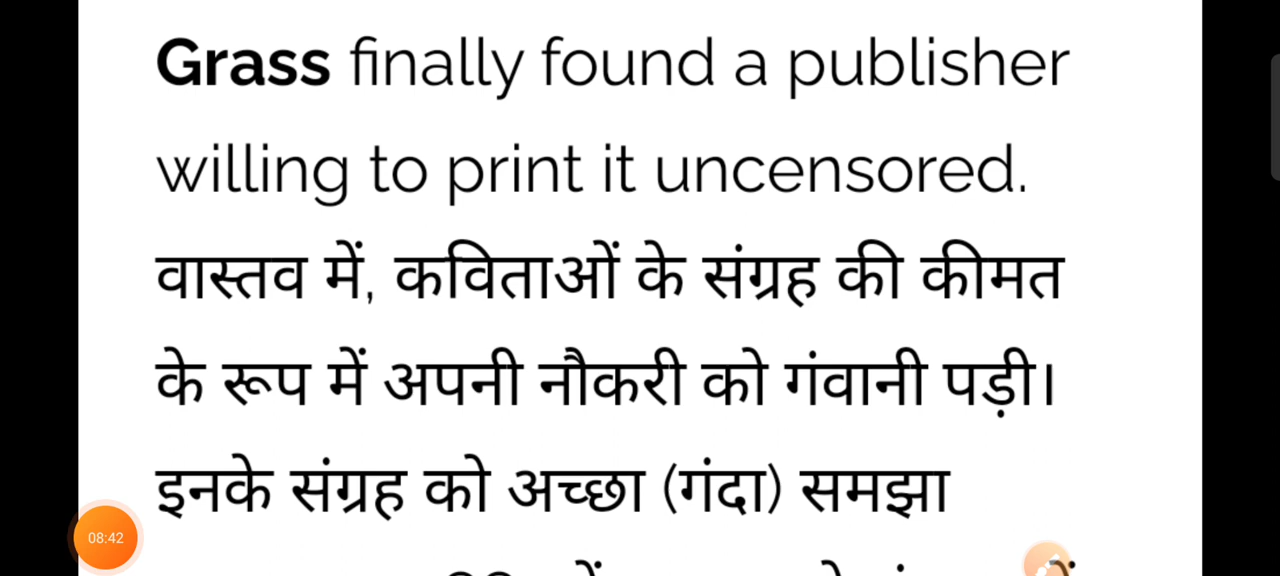 Grass finally found a publisher
willing to print it uncensored.
वास्तव में, कविताओं के संग्रह की कीमत
के रूप में अपनी नौकरी को गंवानी पड़ी।
इनके संग्रह को अच्छा (गंदा) समझा
08:42